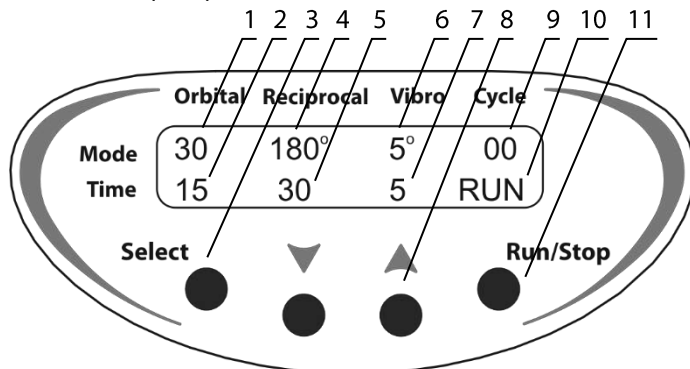 1 2 3 4 5 6 7 8 9 10 11
Orbital Reciprocal Vibro Cycle
Mode 30 180° 5° 00
Time 15 30 5 RUN
Select Run/Stop